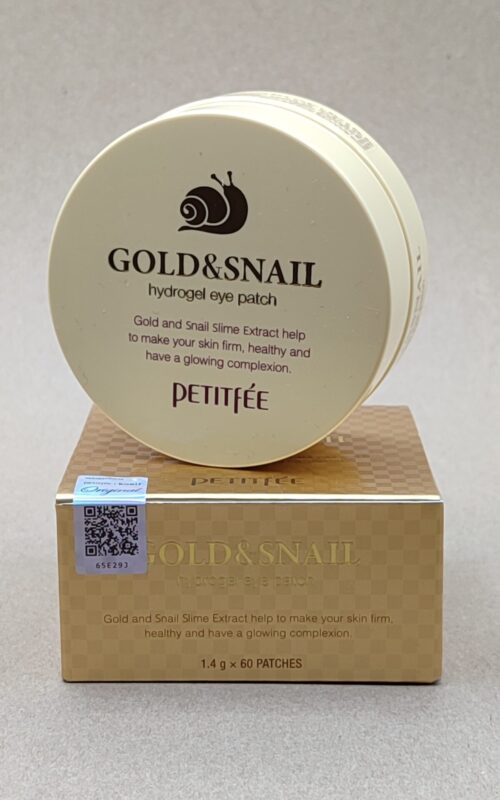 GOLD&SNAIL
hydrogel eye patch
Gold and Snail Slime Extract help
to make your skin firm, healthy and
have a glowing complexion.
PETITFÉE
PETITFÉE
Original
65E293
GOLD&SNAIL
hydrogel eye patch
Gold and Snail Slime Extract help to make your skin firm,
healthy and have a glowing complexion.
1.4 g × 60 PATCHES